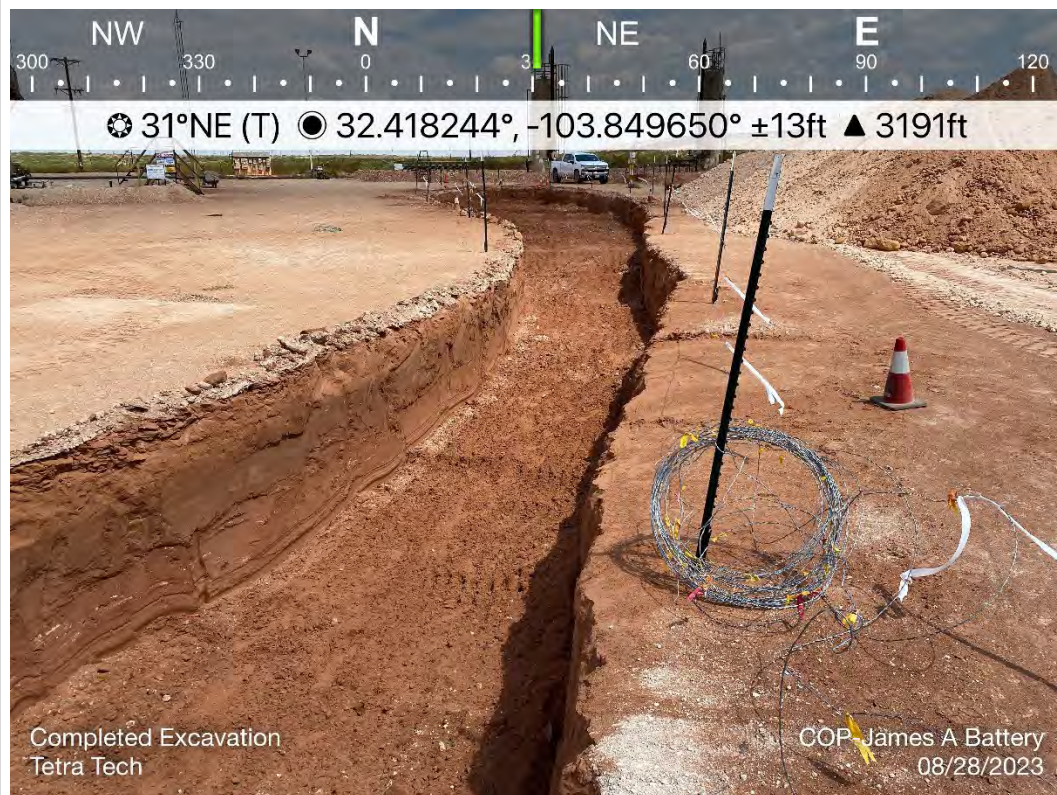 NW N NE E
300 330 0 3 60 90 120
31°NE (T) 32.418244°, -103.849650° ±13ft ▲ 3191ft
Completed Excavation
Tetra Tech
COP-James A Battery
08/28/2023